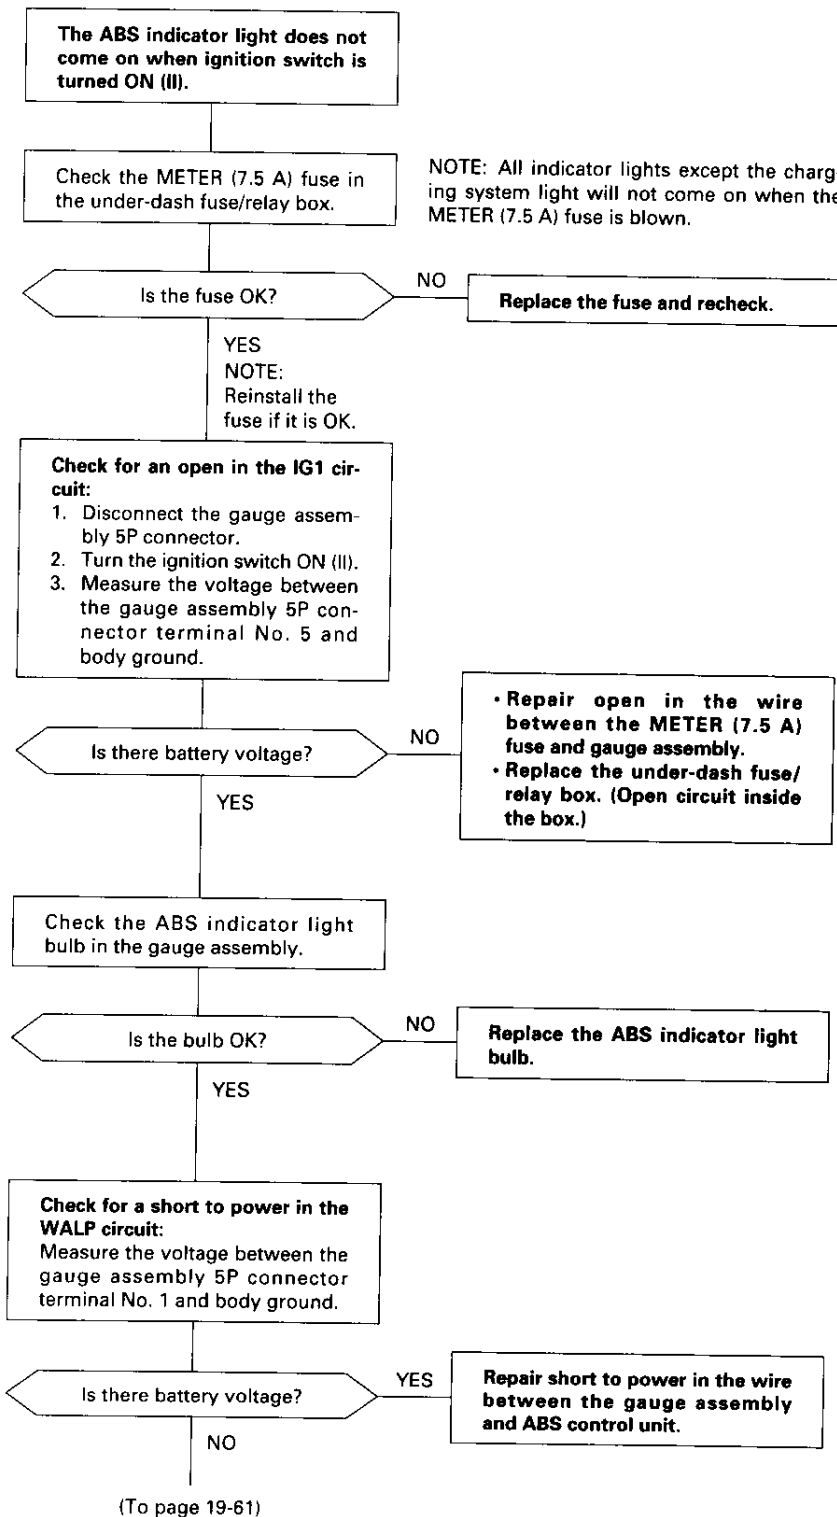 The ABS indicator light does not
come on when ignition switch is
turned ON (II).
Check the METER (7.5 A) fuse in
the under-dash fuse/relay box.
NOTE: All indicator lights except the charg-
ing system light will not come on when the
METER (7.5 A) fuse is blown.
Is the fuse OK?
NO
Replace the fuse and recheck.
YES
NOTE:
Reinstall the
fuse if it is OK.
Check for an open in the IG1 cir-
cuit:
1. Disconnect the gauge assem-
bly 5P connector.
2. Turn the ignition switch ON (II).
3. Measure the voltage between
the gauge assembly 5P con-
nector terminal No. 5 and
body ground.
Is there battery voltage?
NO
• Repair open in the wire
between the METER (7.5 A)
fuse and gauge assembly.
• Replace the under-dash fuse/
relay box. (Open circuit inside
the box.)
YES
Check the ABS indicator light
bulb in the gauge assembly.
Is the bulb OK?
NO
Replace the ABS indicator light
bulb.
YES
Check for a short to power in the
WALP circuit:
Measure the voltage between the
gauge assembly 5P connector
terminal No. 1 and body ground.
Is there battery voltage?
YES
Repair short to power in the wire
between the gauge assembly
and ABS control unit.
NO
(To page 19-61)